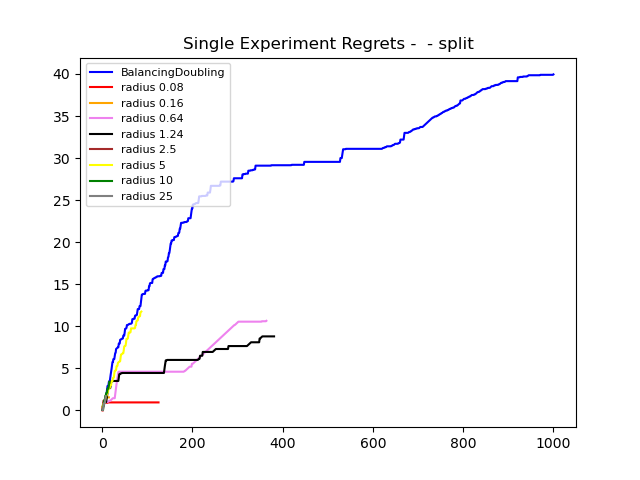 Single Experiment Regrets -  - split
BalancingDoubling
radius 0.08
radius 0.16
radius 0.64
radius 1.24
radius 2.5
radius 5
radius 10
radius 25
40
35
30
25
20
15
10
5
0
0 200 400 600 800 1000